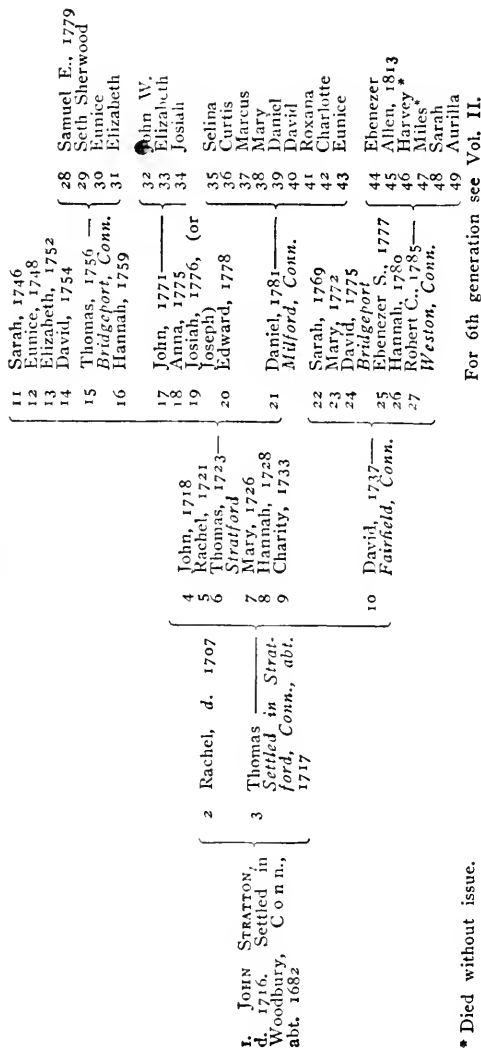 1. JOHN STRATTON,
d. 1716. Settled in
Woodbury, Conn.,
abt. 1682
2 Rachel, d. 1707
3 Thomas
Settled in Strat-
ford, Conn., abt.
1717
4 John, 1718
5 Rachel, 1721
6 Thomas, 1723—
Stratford
7 Mary, 1726
8 Hannah, 1728
9 Charity, 1733
10 David, 1737—
Fairfield, Conn.
11 Sarah, 1746
12 Eunice, 1748
13 Elizabeth, 1752
14 David, 1754
15 Thomas, 1756 —
Bridgeport, Conn.
16 Hannah, 1759
17 John, 1771—
18 Anna, 1775
19 Josiah, 1776, (or
Joseph)
20 Edward, 1778
21 Daniel, 1781—
Milford, Conn.
22 Sarah, 1769
23 Mary, 1772
24 David, 1775
Bridgeport
25 Ebenezer S., 1777
26 Hannah, 1780
27 Robert C., 1785—
Weston, Conn.
28 Samuel E., 1779
29 Seth Sherwood
30 Eunice
31 Elizabeth
32 John W.
33 Elizabeth
34 Josiah
35 Selina
36 Curtis
37 Marcus
38 Mary
39 Daniel
40 David
41 Roxana
42 Charlotte
43 Eunice
44 Ebenezer
45 Allen, 1813
46 Harvey*
47 Miles*
48 Sarah
49 Aurilla
* Died without issue.
For 6th generation see Vol. II.